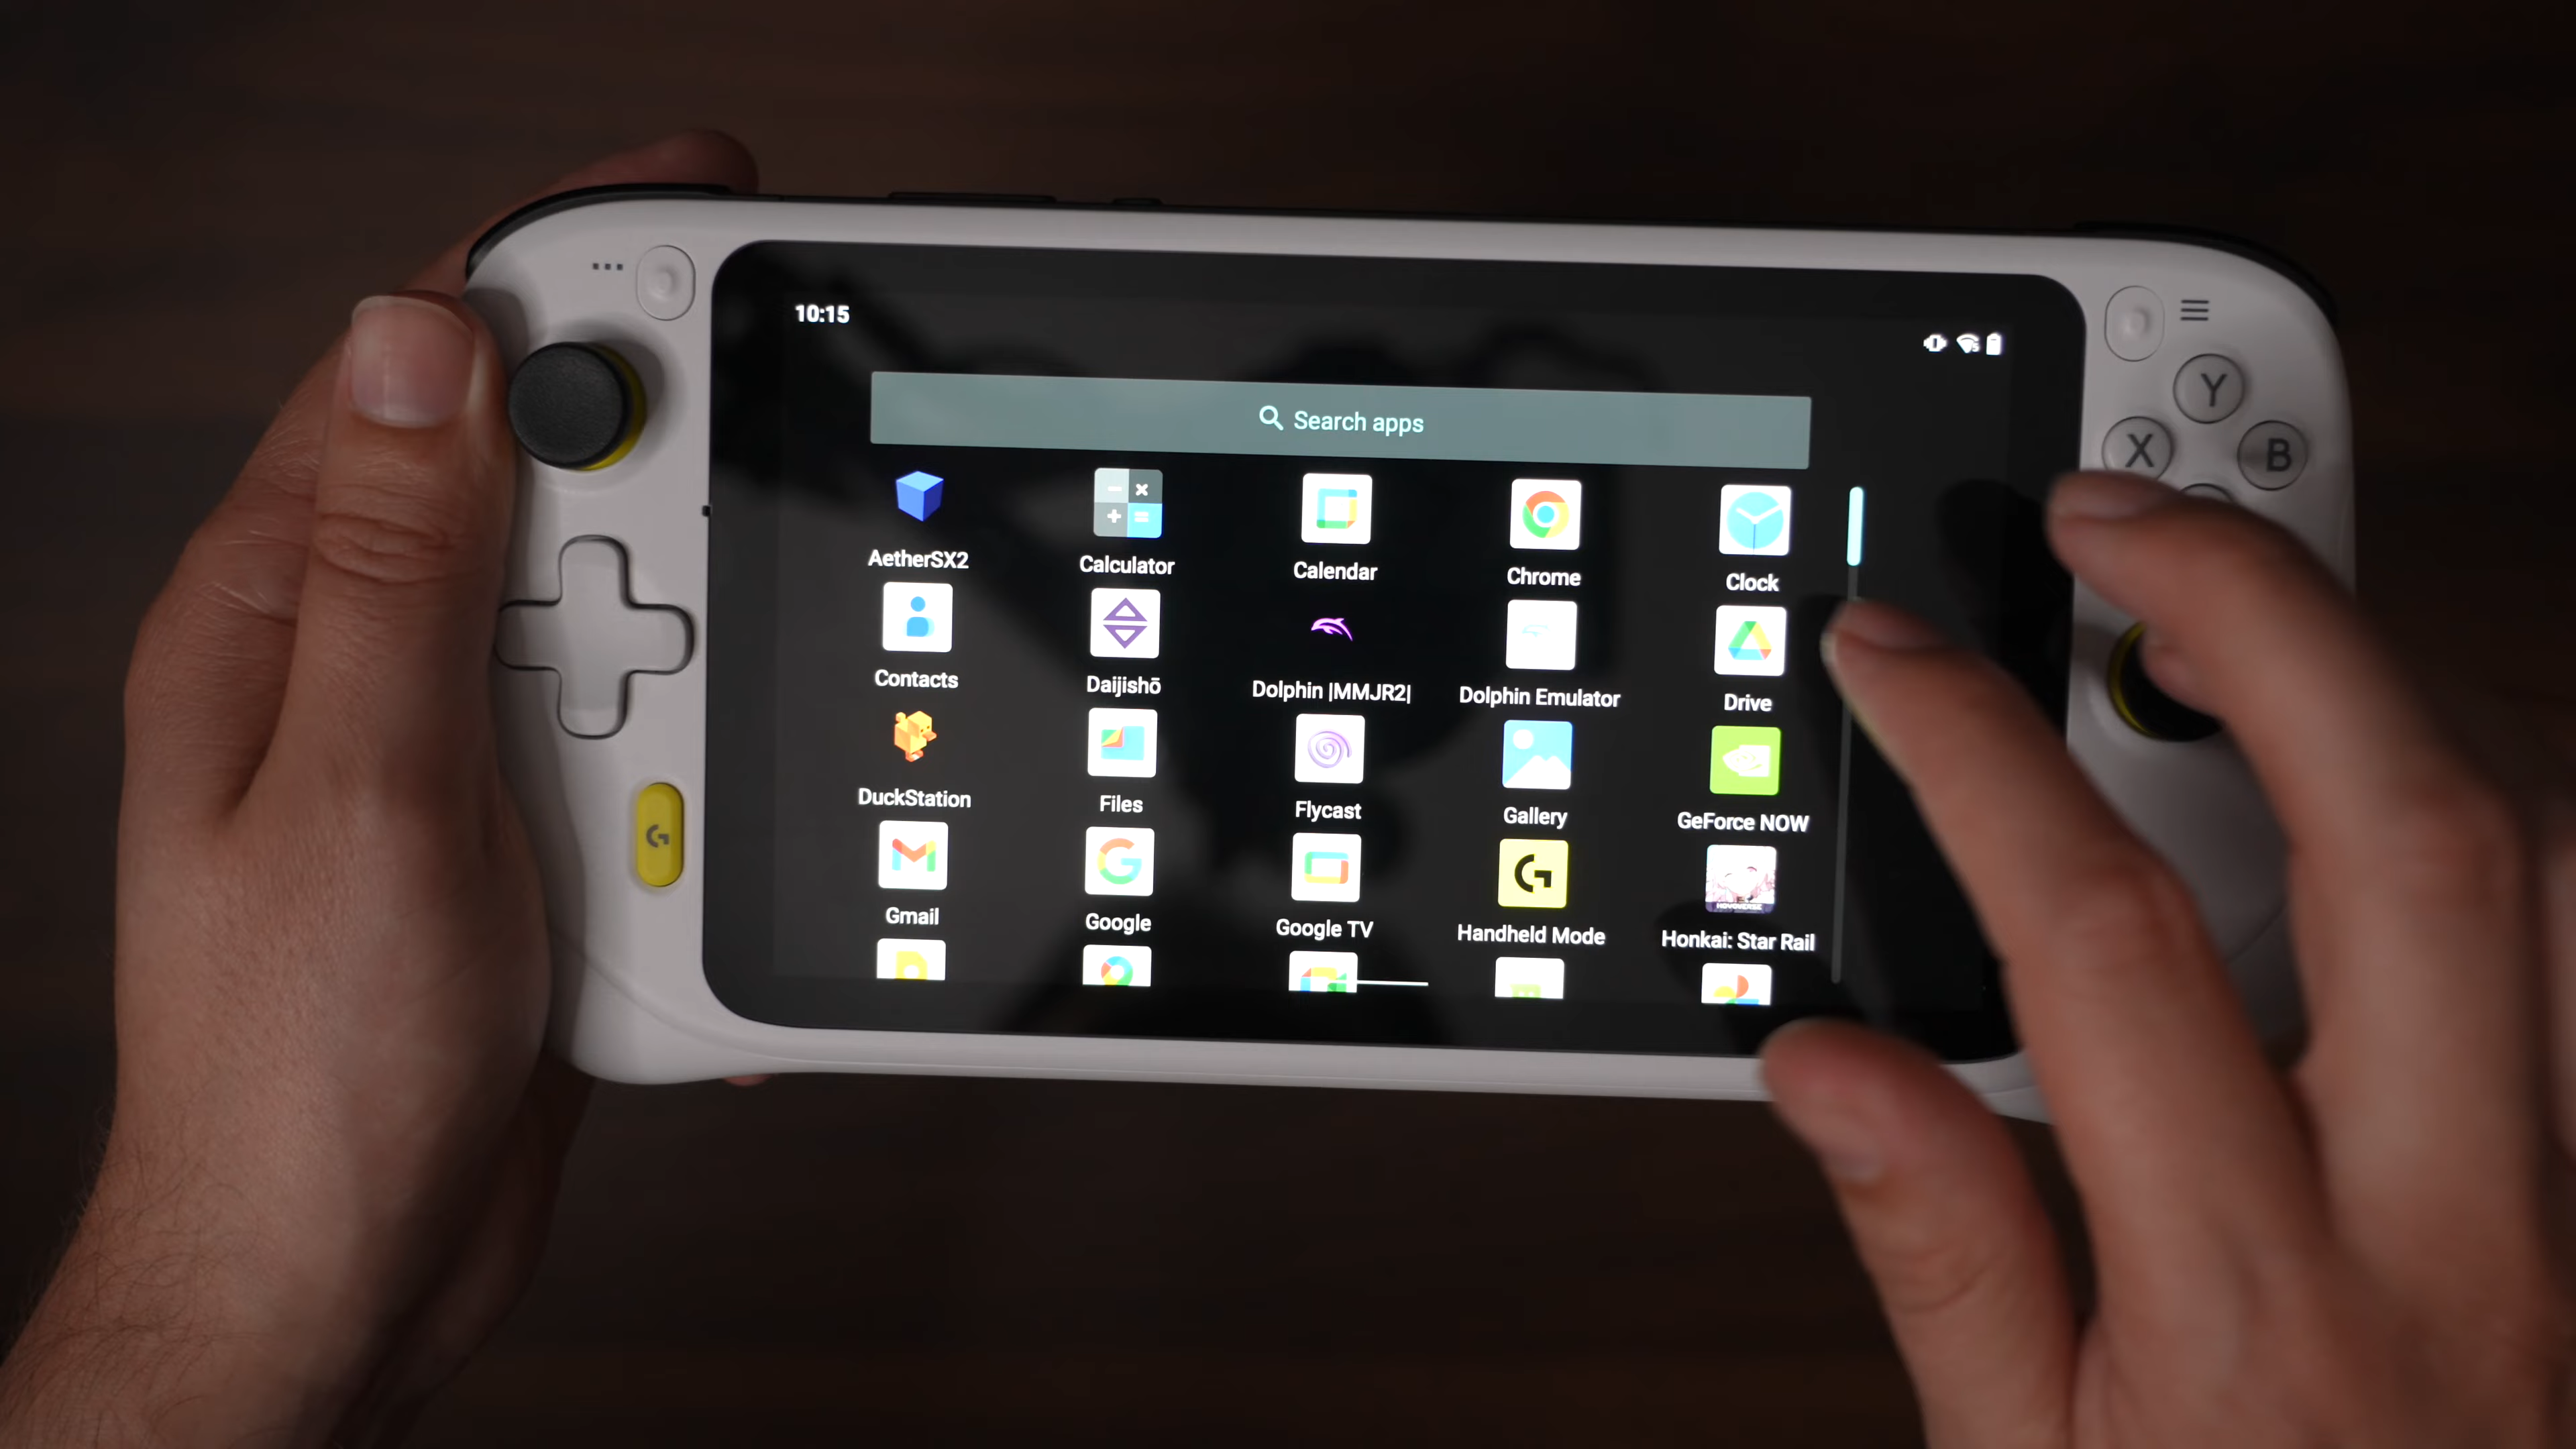 10:15
Search apps
AetherSX2
Calculator
Calendar
Chrome
Clock
Contacts
Daijishō
Dolphin |MMJR2|
Dolphin Emulator
Drive
DuckStation
Files
Flycast
Gallery
GeForce NOW
Gmail
Google
Google TV
Handheld Mode
Honkai: Star Rail
Y
X
B